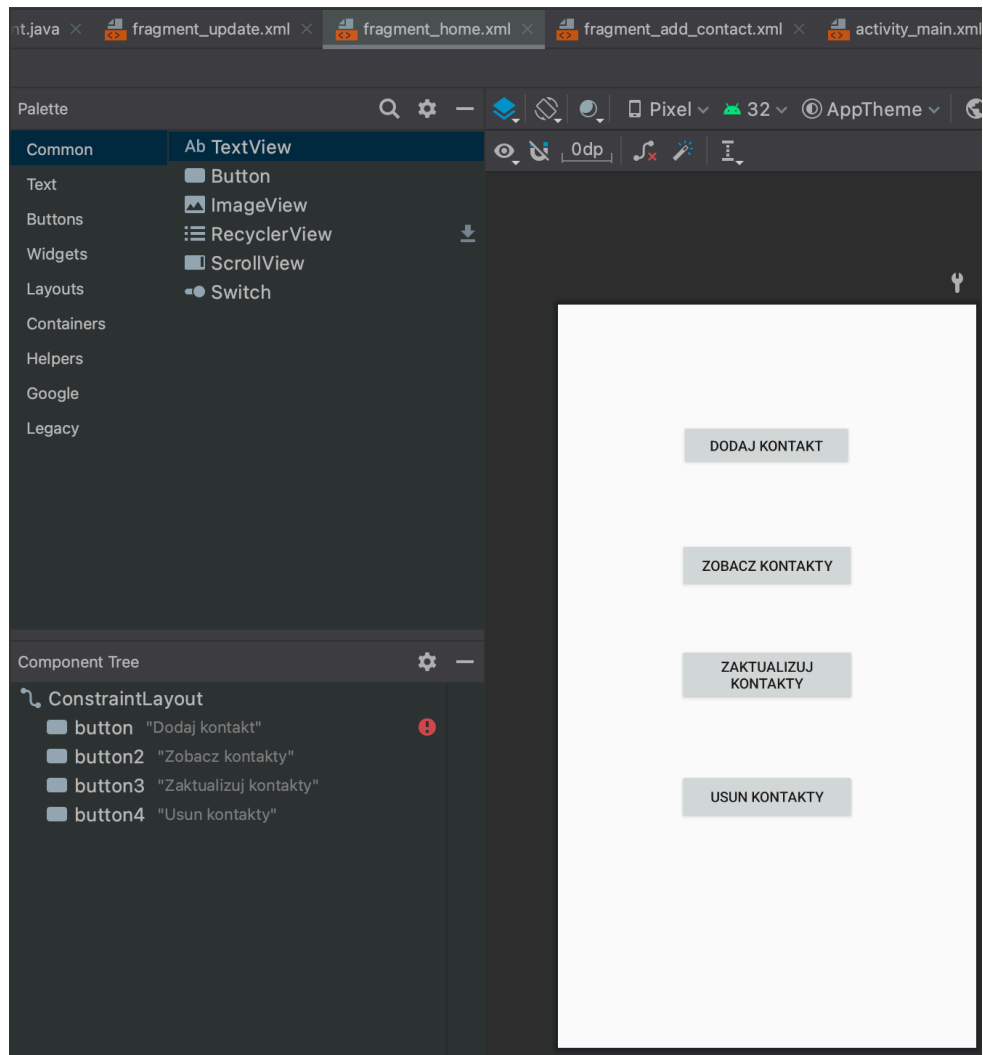 nt.java
fragment_update.xml
fragment_home.xml
fragment_add_contact.xml
activity_main.xml
Palette
Pixel
32
AppTheme
Common
Text
Buttons
Widgets
Layouts
Containers
Helpers
Google
Legacy
Ab TextView
Button
ImageView
RecyclerView
ScrollView
Switch
0dp
DODAJ KONTAKT
ZOBACZ KONTAKTY
ZAKTUALIZUJ
KONTAKTY
USUN KONTAKTY
Component Tree
ConstraintLayout
button "Dodaj kontakt"
button2 "Zobacz kontakty"
button3 "Zaktualizuj kontakty"
button4 "Usun kontakty"